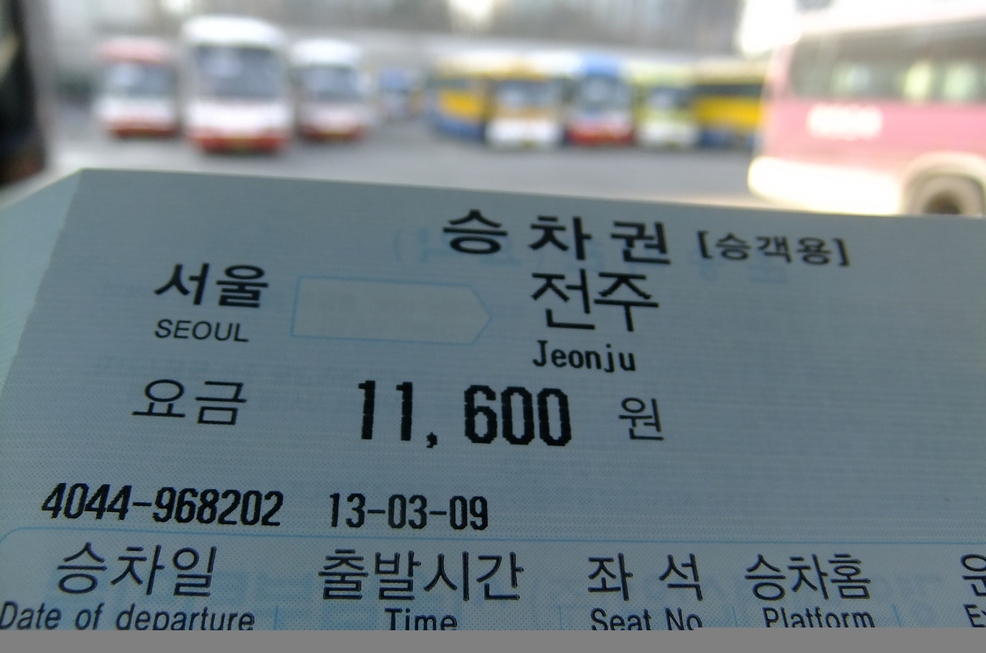 승차권 [승객용]
서울 전주
SEOUL Jeonju
요금 11,600 원
4044-968202 13-03-09
승차일 출발시간 좌석 승차홈
Date of departure Time Seat No Platform